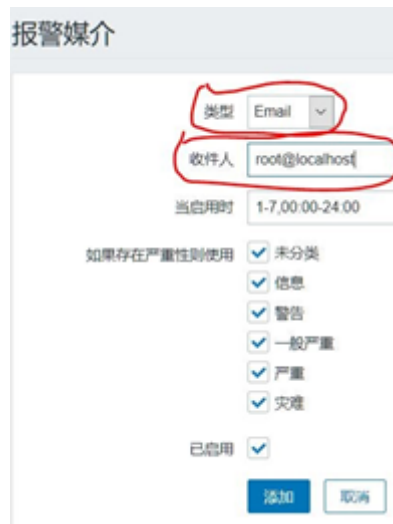 报警媒介
类型 Email
收件人 root@localhost
当启用时 1-7,00:00-24:00
如果存在严重性则使用 未分类
信息
警告
一般严重
严重
灾难
已启用
添加 取消